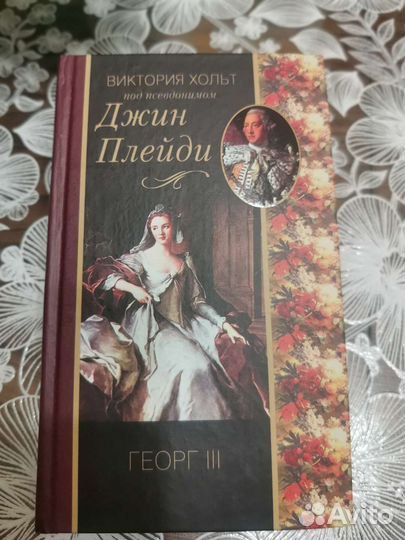 ВИКТОРИЯ ХОЛЬТ
под псевдонимом
Джин
Плейди
ГЕОРГ III
Avito